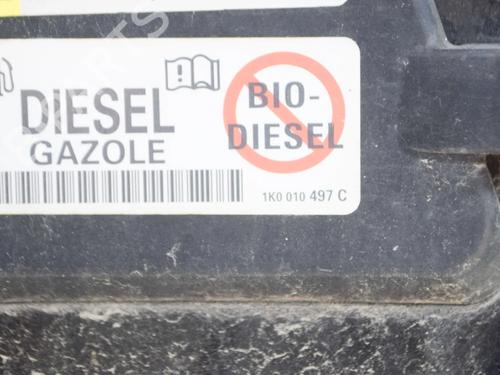 DIESEL
GAZOLE
BIO-
DIESEL
1K0 010 497 C